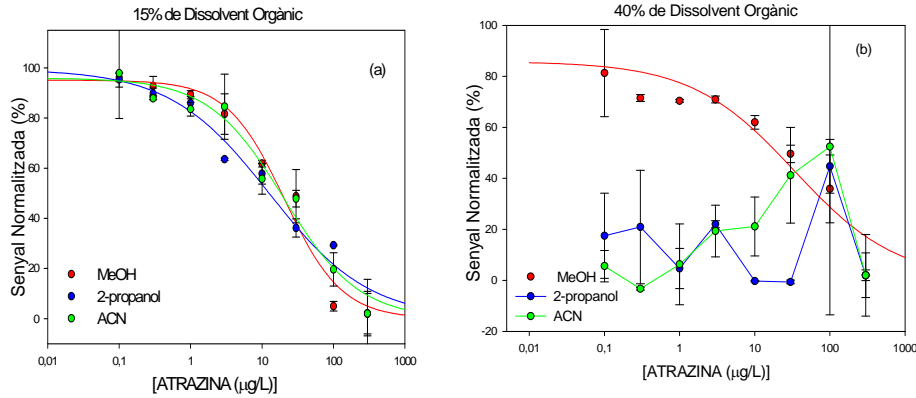 15% de Dissolvent Orgànic
Senyal Normalitzada (%)
100
80
60
40
20
0
(a)
MeOH
2-propanol
ACN
0,01 0,1 1 10 100 1000
[ATRAZINA (µg/L)]
40% de Dissolvent Orgànic
Senyal Normalitzada (%)
100
80
60
40
20
0
-20
(b)
MeOH
2-propanol
ACN
0,01 0,1 1 10 100 1000
[ATRAZINA (µg/L)]